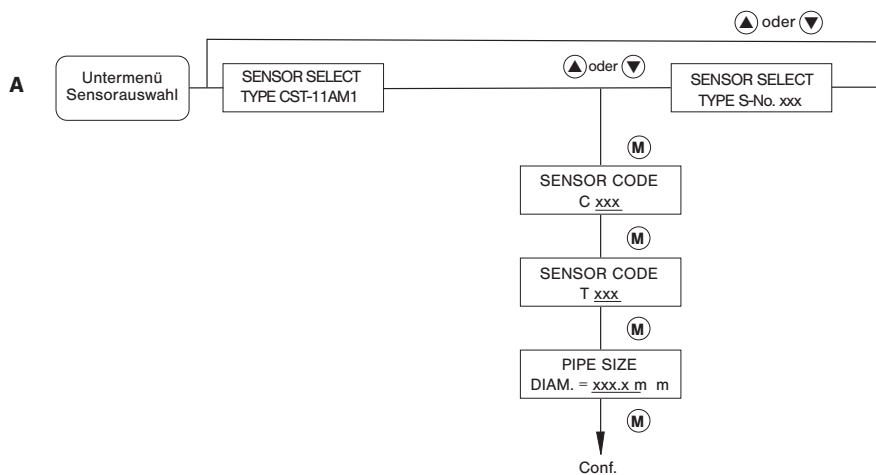 ▲ oder ▼
A
Untermenü
Sensorauswahl
SENSOR SELECT
TYPE CST-11AM1
▲ oder ▼
SENSOR SELECT
TYPE S-No. xxx
M
SENSOR CODE
C xxx
M
SENSOR CODE
T xxx
M
PIPE SIZE
DIAM. = xxx.x m m
M
Conf.